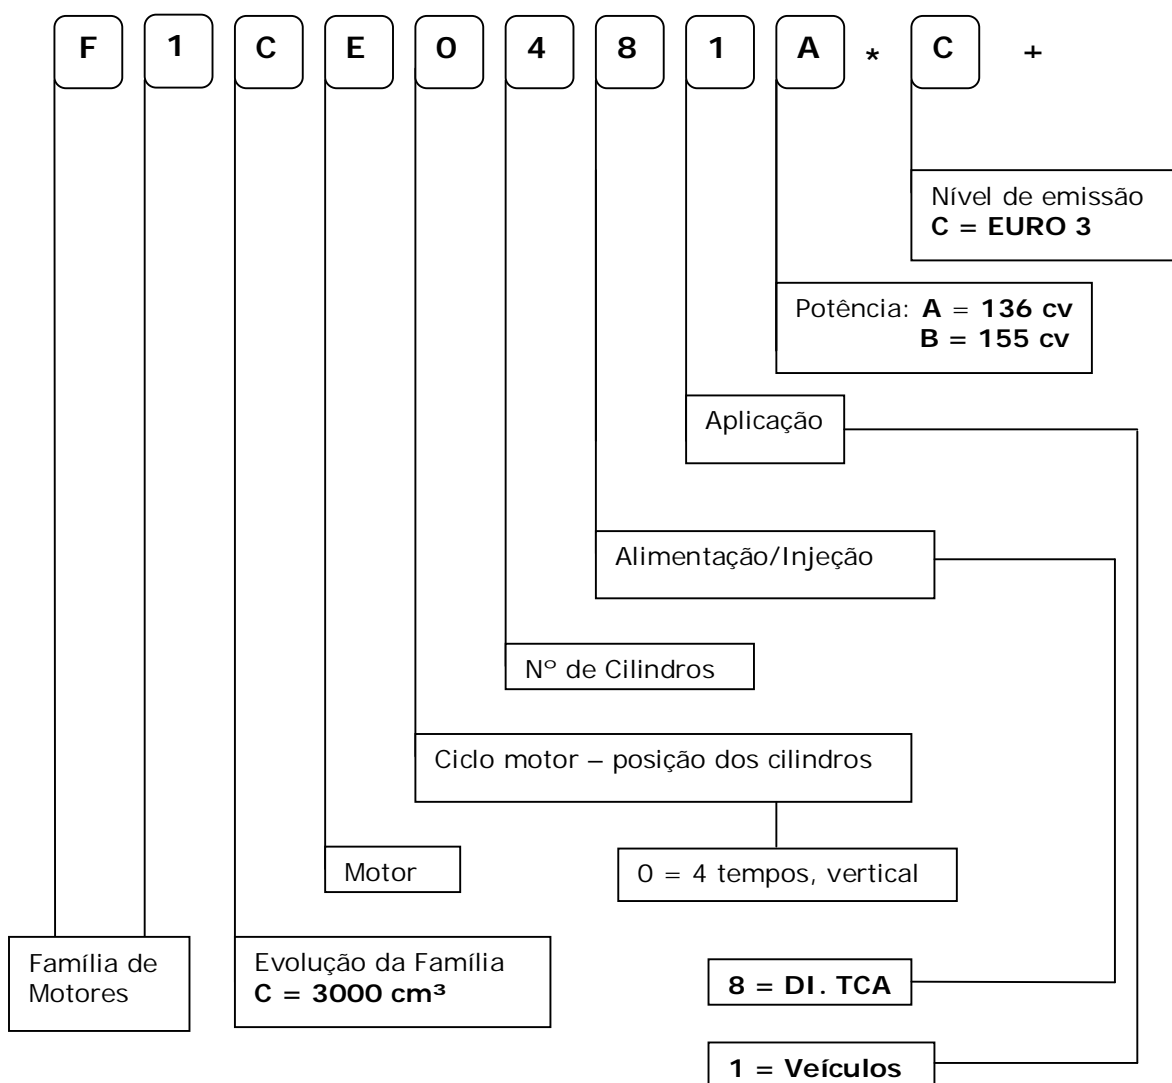 F 1 C E 0 4 8 1 A * C +
Nível de emissão
C = EURO 3
Potência: A = 136 cv
B = 155 cv
Aplicação
Alimentação/Injeção
Nº de Cilindros
Ciclo motor – posição dos cilindros
Motor
0 = 4 tempos, vertical
Família de
Motores
Evolução da Família
C = 3000 cm³
8 = DI. TCA
1 = Veículos